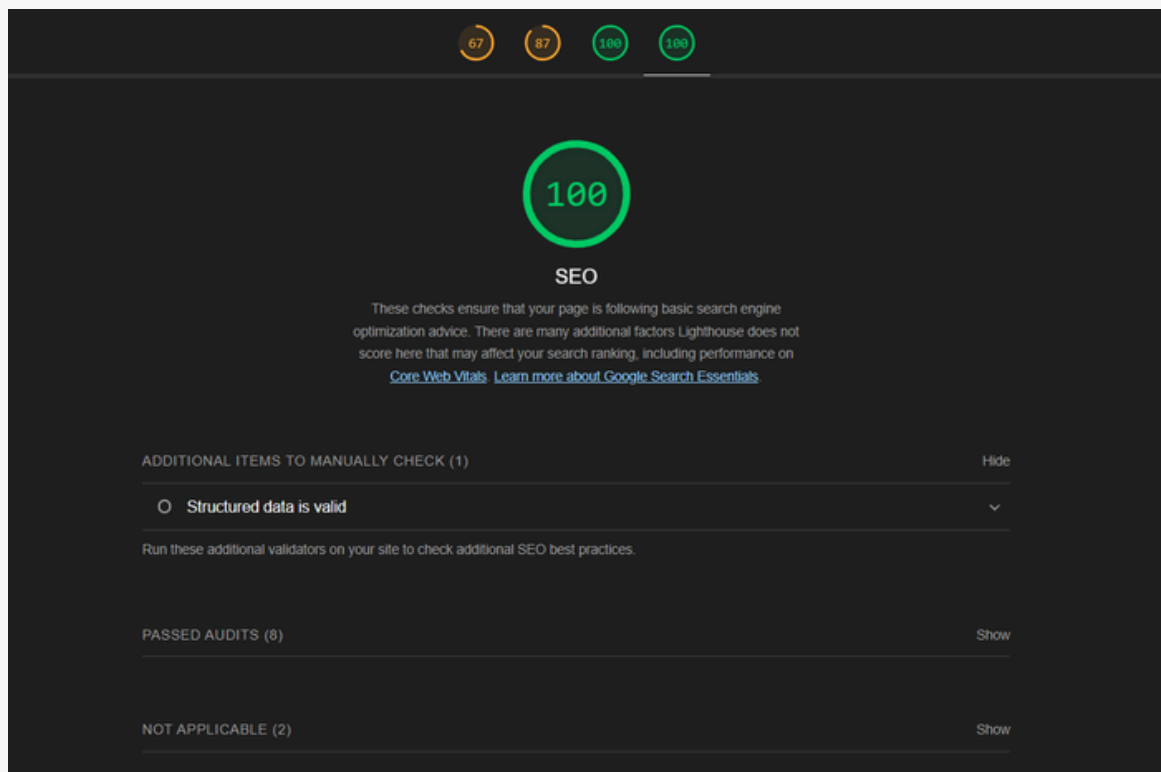 67 87 100 100
100
SEO
These checks ensure that your page is following basic search engine
optimization advice. There are many additional factors Lighthouse does not
score here that may affect your search ranking, including performance on
Core Web Vitals. Learn more about Google Search Essentials.
ADDITIONAL ITEMS TO MANUALLY CHECK (1) Hide
Structured data is valid
Run these additional validators on your site to check additional SEO best practices.
PASSED AUDITS (8) Show
NOT APPLICABLE (2) Show